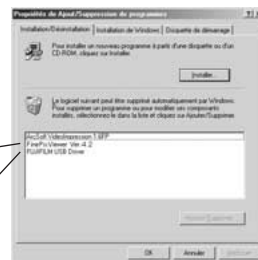 Propriétés de Ajout/Suppression de programmes
Installation/Désinstallation
Installation de Windows
Disquette de démarrage
Pour installer un nouveau programme à partir d'une disquette ou d'un
CD-ROM, cliquez sur Installer.
Installer...
Le logiciel suivant peut être supprimé automatiquement par Windows.
Pour supprimer un programme ou pour modifier ses composants
installés, sélectionnez-le dans la liste et cliquez sur Ajouter/Supprimer.
ArcSoft VideoImpression 1.6FP
FinePixViewer Ver.4.2
FUJIFILM USB Driver
Ajouter/Supprimer...
OK
Annuler